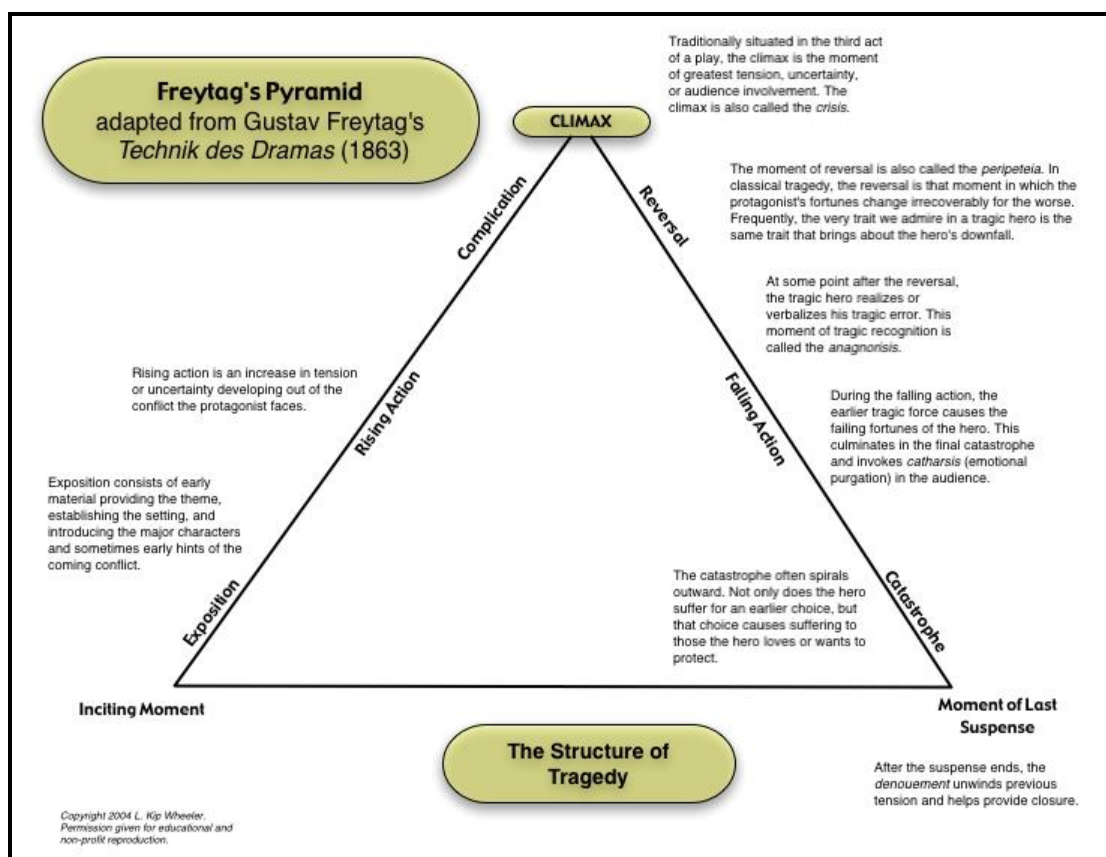 Freytag's Pyramid
adapted from Gustav Freytag's
Technik des Dramas (1863)
Traditionally situated in the third act
of a play, the climax is the moment
of greatest tension, uncertainty,
or audience involvement. The
climax is also called the crisis.
CLIMAX
Complication
Reversal
The moment of reversal is also called the peripeteia. In
classical tragedy, the reversal is that moment in which the
protagonist's fortunes change irrecoverably for the worse.
Frequently, the very trait we admire in a tragic hero is the
same trait that brings about the hero's downfall.
At some point after the reversal,
the tragic hero realizes or
verbalizes his tragic error. This
moment of tragic recognition is
called the anagnorisis.
Rising action is an increase in tension
or uncertainty developing out of the
conflict the protagonist faces.
Rising Action
Falling Action
During the falling action, the
earlier tragic force causes the
failing fortunes of the hero. This
culminates in the final catastrophe
and invokes catharsis (emotional
purgation) in the audience.
Exposition consists of early
material providing the theme,
establishing the setting, and
introducing the major characters
and sometimes early hints of the
coming conflict.
Exposition
The catastrophe often spirals
outward. Not only does the hero
suffer for an earlier choice, but
that choice causes suffering to
those the hero loves or wants to
protect.
Catastrophe
Inciting Moment
Moment of Last
Suspense
The Structure of
Tragedy
After the suspense ends, the
denouement unwinds previous
tension and helps provide closure.
Copyright 2004 L. Kip Wheeler.
Permission given for educational and
non-profit reproduction.